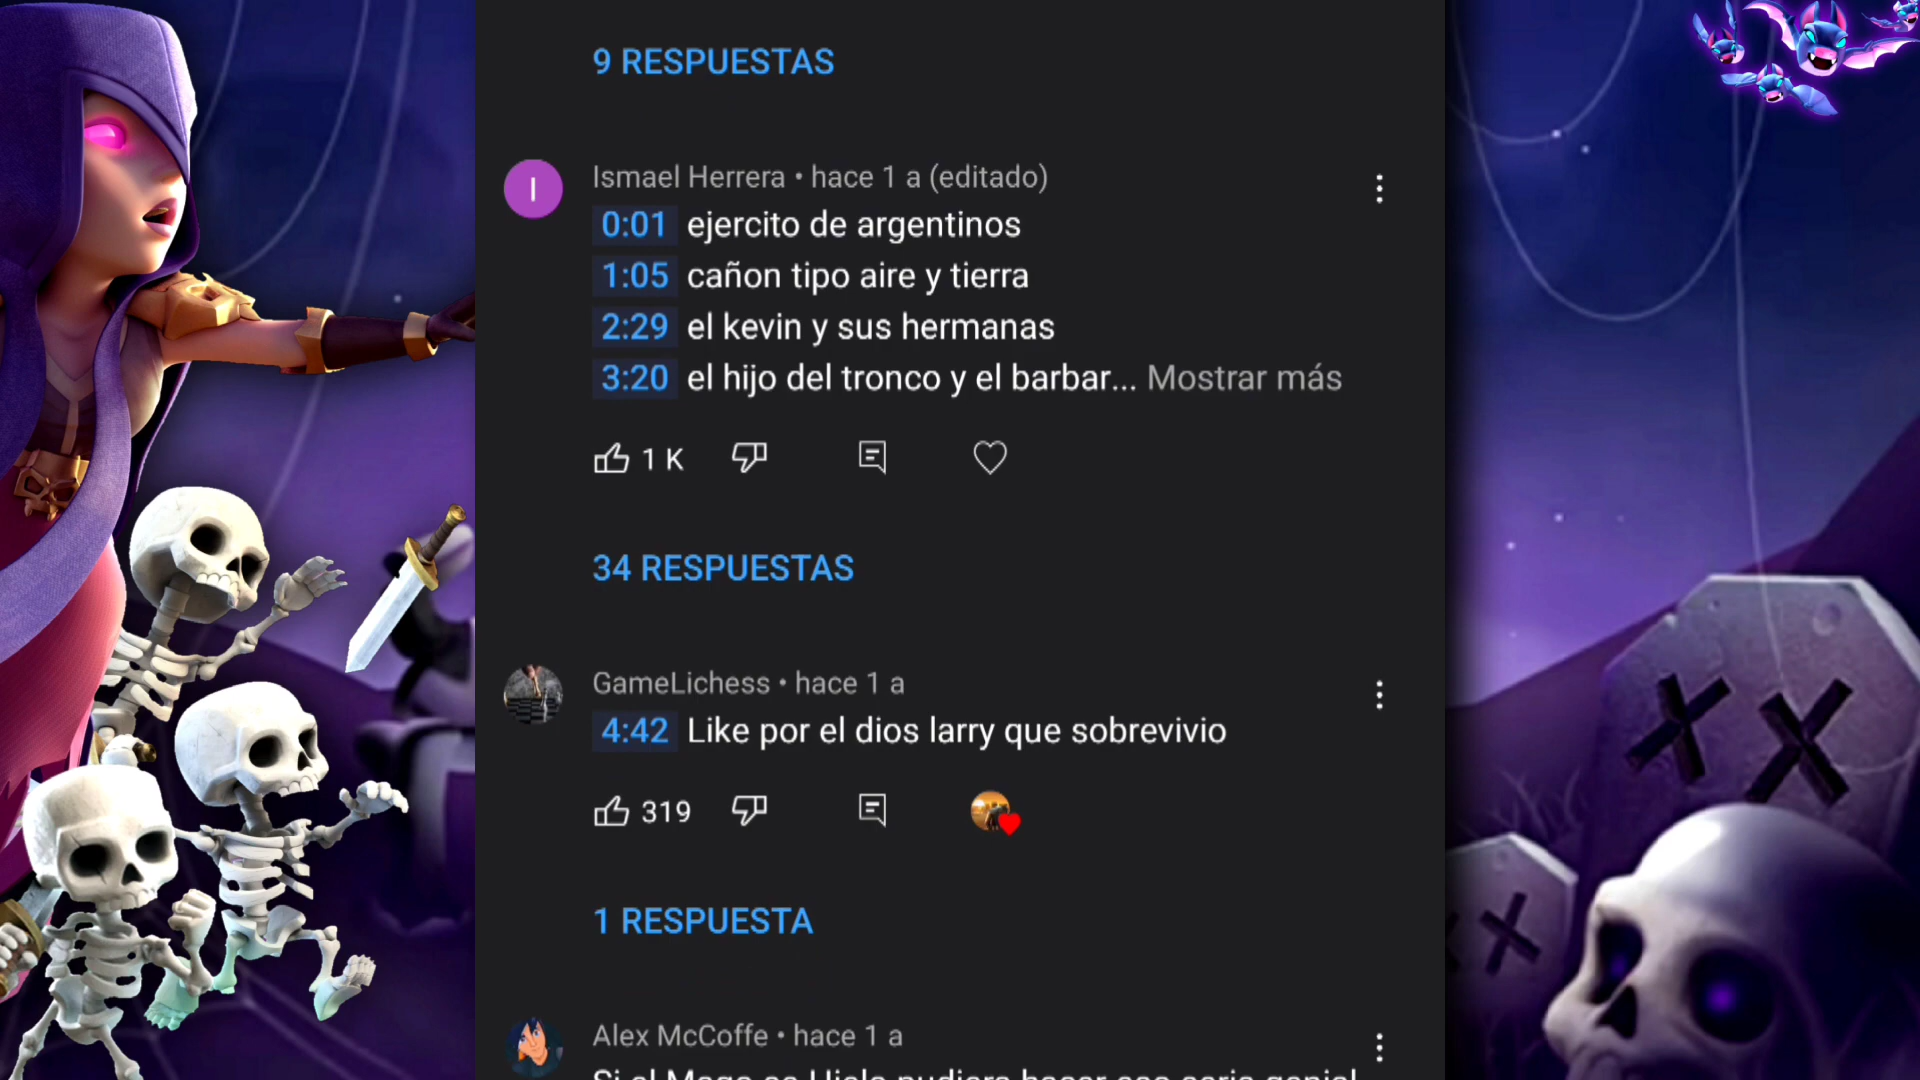 9 RESPUESTAS
I
Ismael Herrera • hace 1 a (editado)
0:01 ejercito de argentinos
1:05 cañon tipo aire y tierra
2:29 el kevin y sus hermanas
3:20 el hijo del tronco y el barbar... Mostrar más
1 K
34 RESPUESTAS
GameLichess • hace 1 a
4:42 Like por el dios larry que sobrevivio
319
1 RESPUESTA
Alex McCoffe • hace 1 a